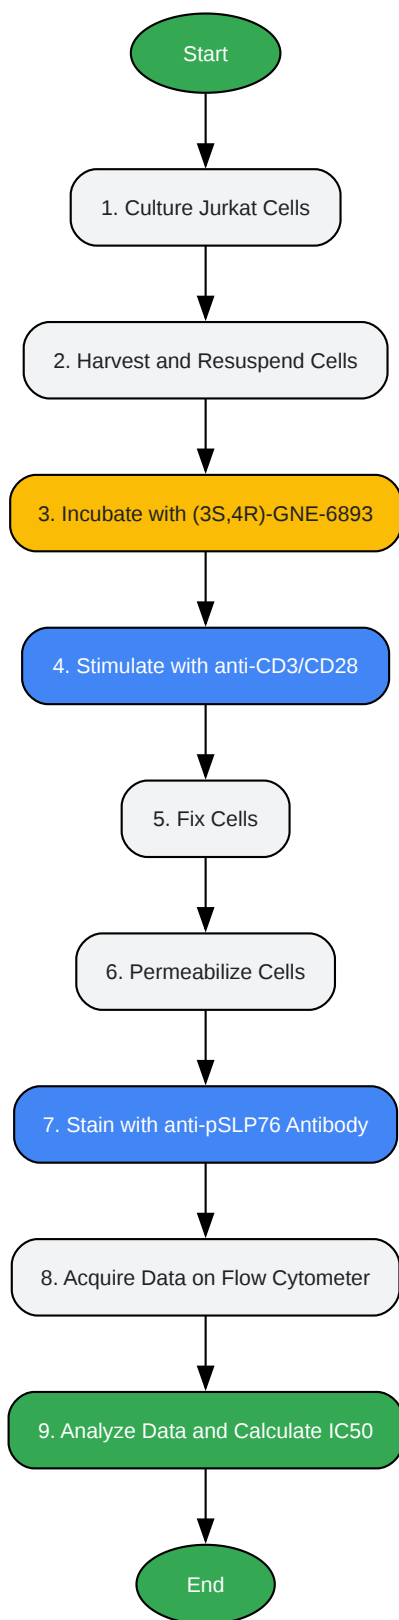 Start
1. Culture Jurkat Cells
2. Harvest and Resuspend Cells
3. Incubate with (3S,4R)-GNE-6893
4. Stimulate with anti-CD3/CD28
5. Fix Cells
6. Permeabilize Cells
7. Stain with anti-pSLP76 Antibody
8. Acquire Data on Flow Cytometer
9. Analyze Data and Calculate IC50
End